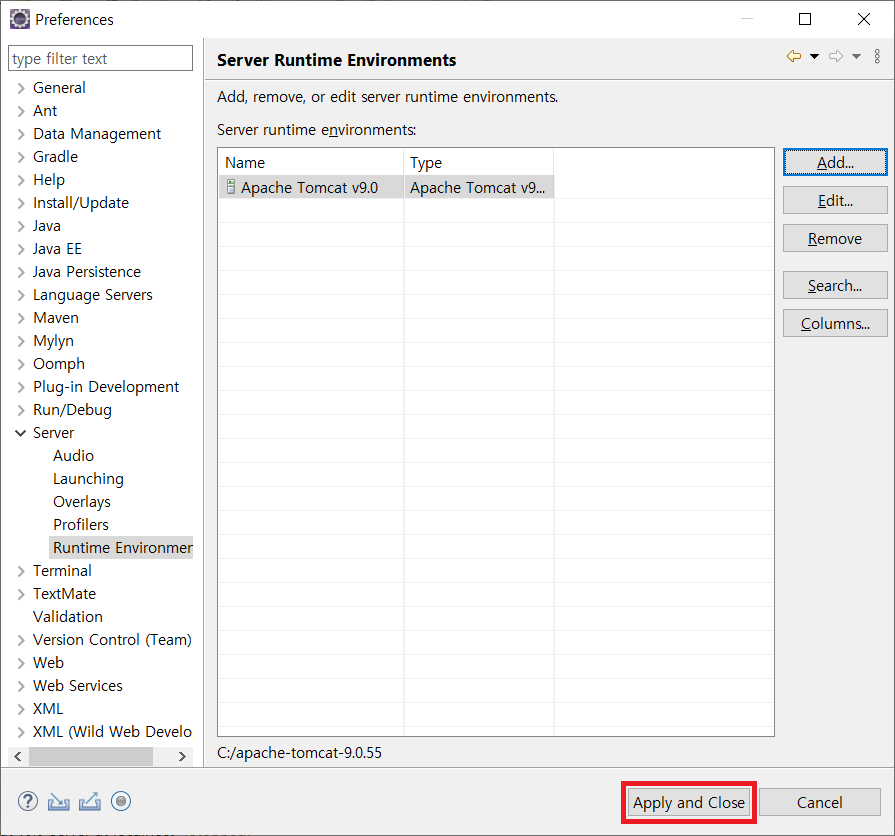 Preferences
type filter text
General
Ant
Data Management
Gradle
Help
Install/Update
Java
Java EE
Java Persistence
Language Servers
Maven
Mylyn
Oomph
Plug-in Development
Run/Debug
Server
Audio
Launching
Overlays
Profilers
Runtime Environmer
Terminal
TextMate
Validation
Version Control (Team)
Web
Web Services
XML
XML (Wild Web Develo
Server Runtime Environments
Add, remove, or edit server runtime environments.
Server runtime environments:
Name Type
Apache Tomcat v9.0 Apache Tomcat v9...
Add...
Edit...
Remove
Search...
Columns...
C:/apache-tomcat-9.0.55
Apply and Close
Cancel